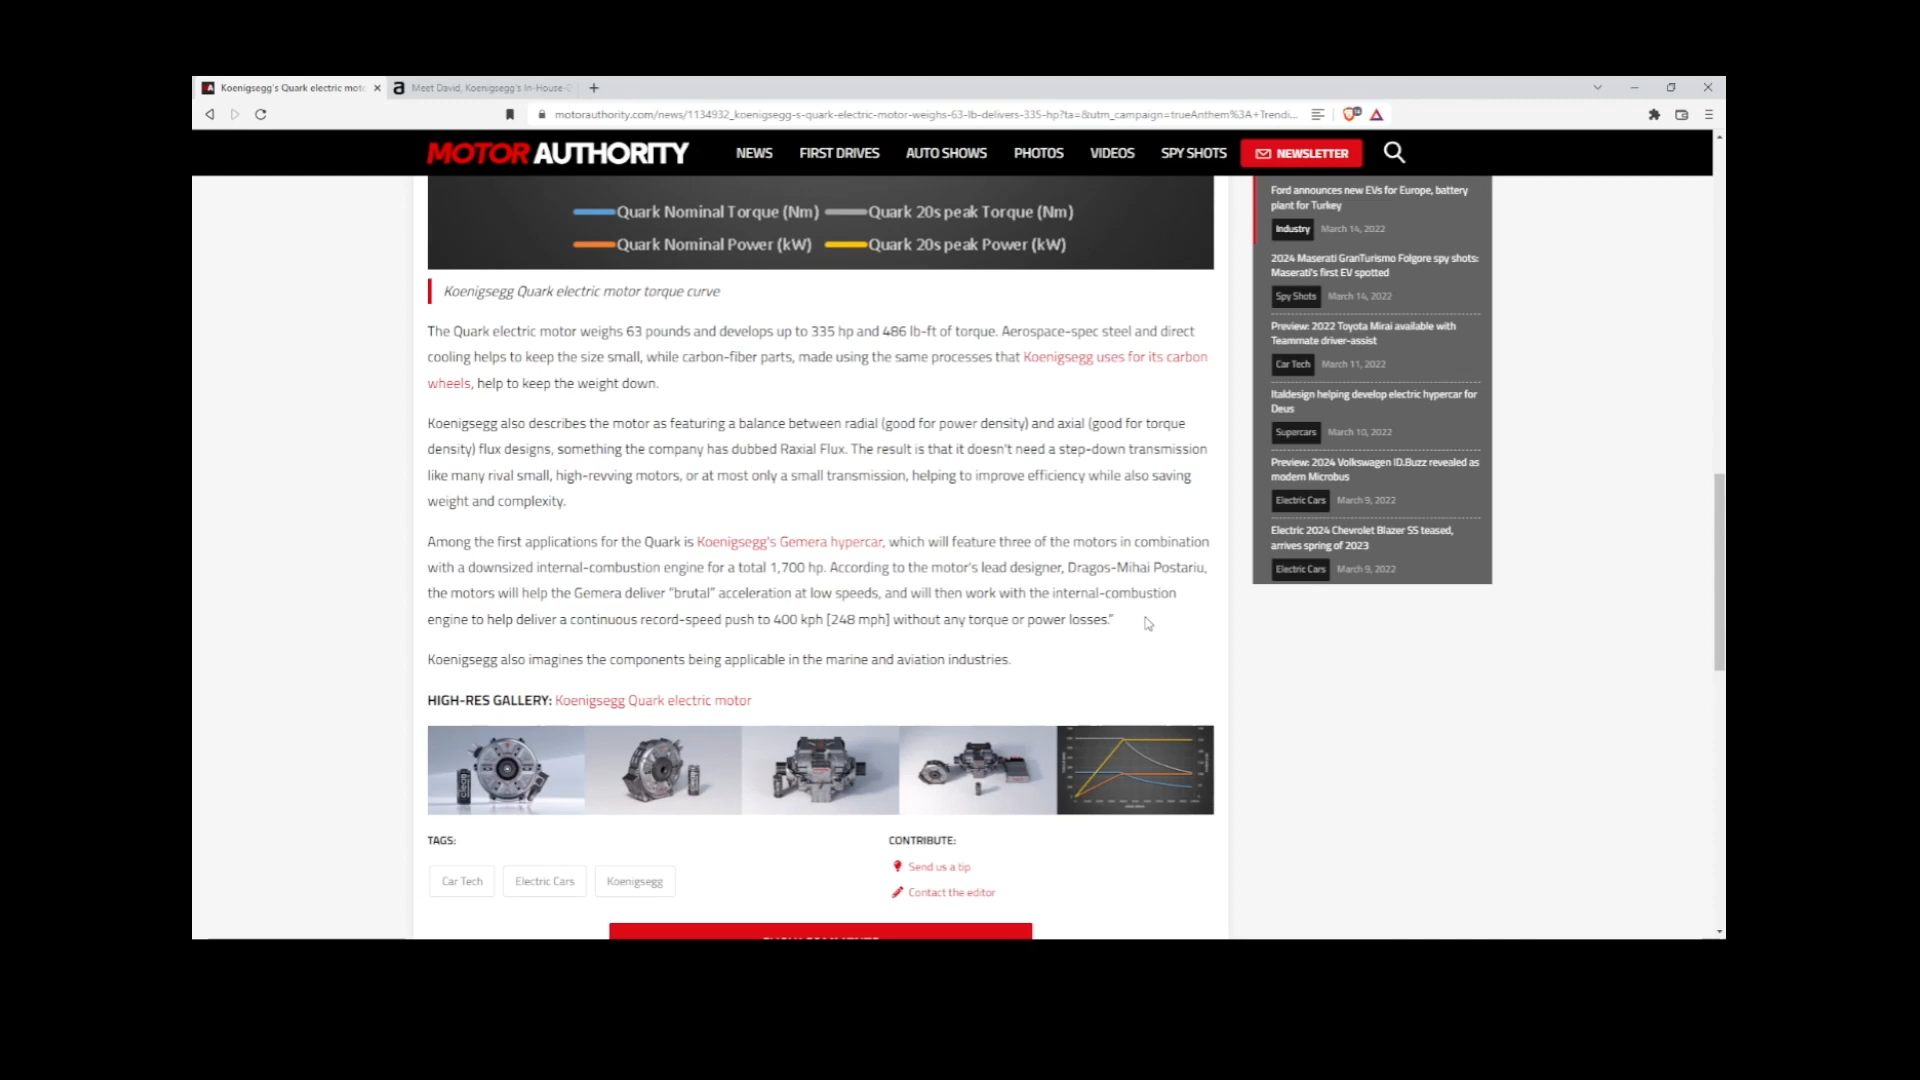 Koenigsegg's Quark electric moto
Meet David, Koenigsegg's In-House-
motorauthority.com/news/1134932_koenigsegg-s-quark-electric-motor-weighs-63-lb-delivers-335-hp?ta=&utm_campaign=trueAnthem%3A+Trendi...
MOTOR AUTHORITY
NEWS FIRST DRIVES AUTO SHOWS PHOTOS VIDEOS SPY SHOTS NEWSLETTER
Quark Nominal Torque (Nm) Quark 20s peak Torque (Nm)
Quark Nominal Power (kW) Quark 20s peak Power (kW)
Koenigsegg Quark electric motor torque curve
The Quark electric motor weighs 63 pounds and develops up to 335 hp and 486 lb-ft of torque. Aerospace-spec steel and direct
cooling helps to keep the size small, while carbon-fiber parts, made using the same processes that Koenigsegg uses for its carbon
wheels, help to keep the weight down.
Koenigsegg also describes the motor as featuring a balance between radial (good for power density) and axial (good for torque
density) flux designs, something the company has dubbed Raxial Flux. The result is that it doesn't need a step-down transmission
like many rival small, high-revving motors, or at most only a small transmission, helping to improve efficiency while also saving
weight and complexity.
Among the first applications for the Quark is Koenigsegg's Gemera hypercar, which will feature three of the motors in combination
with a downsized internal-combustion engine for a total 1,700 hp. According to the motor's lead designer, Dragos-Mihai Postariu,
the motors will help the Gemera deliver "brutal" acceleration at low speeds, and will then work with the internal-combustion
engine to help deliver a continuous record-speed push to 400 kph [248 mph] without any torque or power losses."
Koenigsegg also imagines the components being applicable in the marine and aviation industries.
HIGH-RES GALLERY: Koenigsegg Quark electric motor
TAGS:
Car Tech Electric Cars Koenigsegg
CONTRIBUTE:
Send us a tip
Contact the editor
Ford announces new EVs for Europe, battery
plant for Turkey
Industry March 14, 2022
2024 Maserati GranTurismo Folgore spy shots:
Maserati's first EV spotted
Spy Shots March 14, 2022
Preview: 2022 Toyota Mirai available with
Teammate driver-assist
Car Tech March 11, 2022
Italdesign helping develop electric hypercar for
Deus
Supercars March 10, 2022
Preview: 2024 Volkswagen ID.Buzz revealed as
modern Microbus
Electric Cars March 9, 2022
Electric 2024 Chevrolet Blazer SS teased,
arrives spring of 2023
Electric Cars March 9, 2022